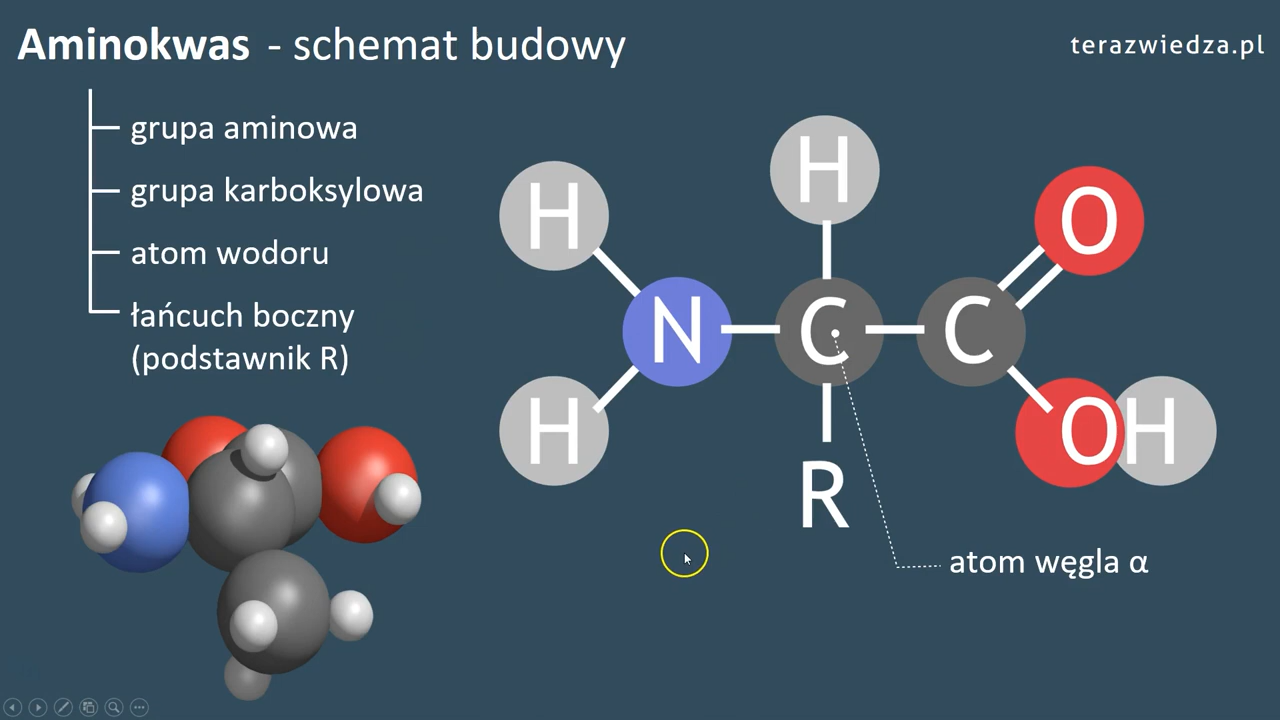 Aminokwas - schemat budowy
terazwiedza.pl
grupa aminowa
grupa karboksylowa
atom wodoru
łańcuch boczny
(podstawnik R)
H
H
O
N
C
C
H
OH
R
atom węgla α